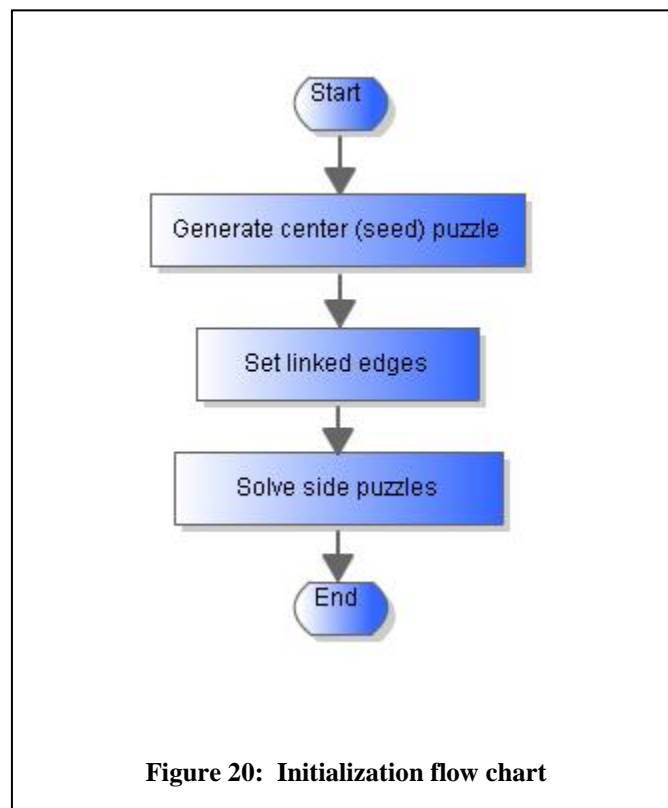 Start
Generate center (seed) puzzle
Set linked edges
Solve side puzzles
End
Figure 20: Initialization flow chart